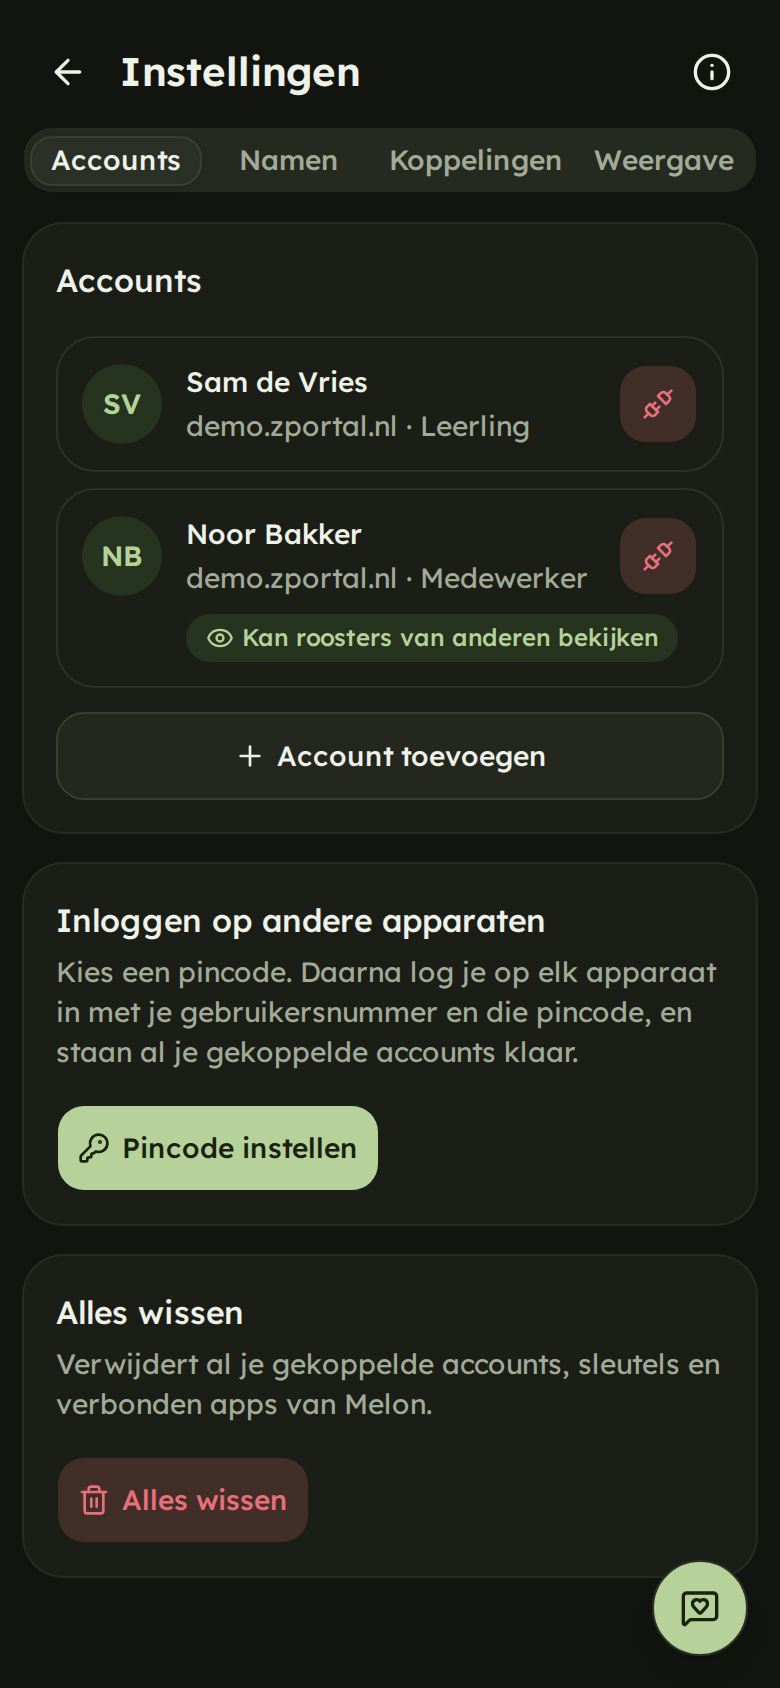 Instellingen
Accounts
Namen
Koppelingen
Weergave
Accounts
SV
Sam de Vries
demo.zportal.nl · Leerling
NB
Noor Bakker
demo.zportal.nl · Medewerker
Kan roosters van anderen bekijken
Account toevoegen
Inloggen op andere apparaten
Kies een pincode. Daarna log je op elk apparaat
in met je gebruikersnummer en die pincode, en
staan al je gekoppelde accounts klaar.
Pincode instellen
Alles wissen
Verwijdert al je gekoppelde accounts, sleutels en
verbonden apps van Melon.
Alles wissen